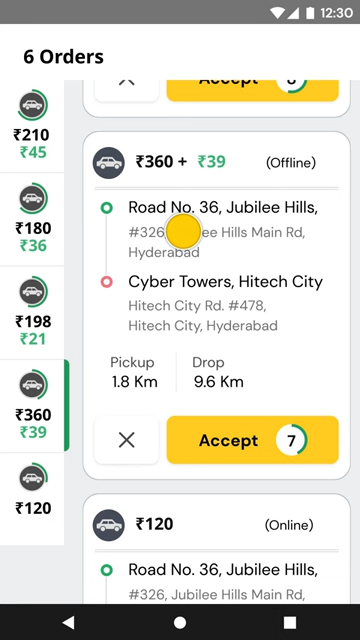 12:30
6 Orders
₹210
₹45
₹180
₹36
₹198
₹21
₹360
₹39
₹120
Accept
₹360 + ₹39 (Offline)
Road No. 36, Jubilee Hills,
#326, Hills Main Rd,
Hyderabad
Cyber Towers, Hitech City
Hitech City Rd. #478,
Hitech City, Hyderabad
Pickup Drop
1.8 Km 9.6 Km
Accept 7
₹120 (Online)
Road No. 36, Jubilee Hills,
#326, Jubilee Hills Main Rd,